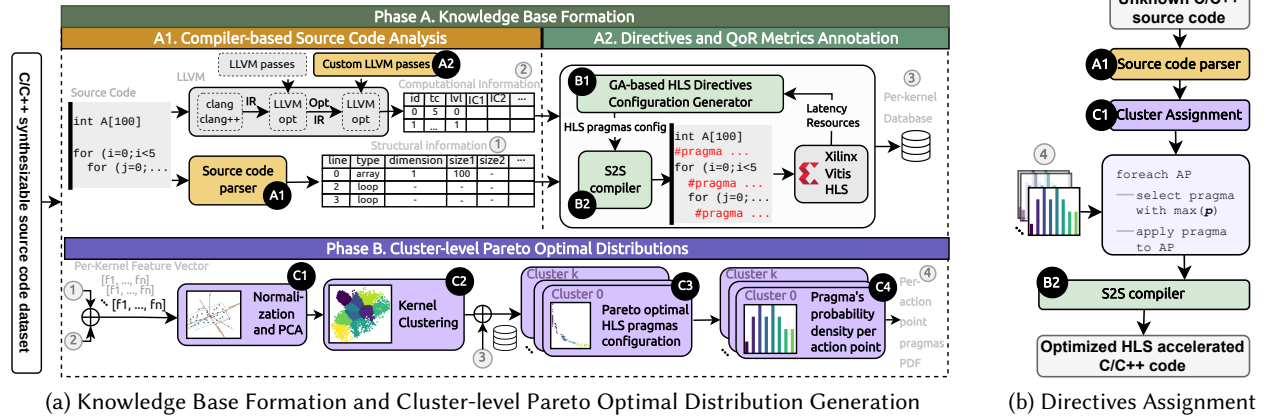 Phase A. Knowledge Base Formation
A1. Compiler-based Source Code Analysis
A2. Directives and QoR Metrics Annotation
C/C++ synthesizable source code dataset
LLVM passes
Custom LLVM passes
A2
2
LLVM
Computational Information
Source Code
int A[100]
for (i=0;i<5
for (j=0;...
clang
clang++
IR
LLVM
opt
Opt
IR
LLVM
opt
id tc lvl IC1 IC2 ...
0 5 0
1 ... 1
Structural information
1
Source code
parser
A1
line type dimension size1 size2 ...
0 array 1 100 -
2 loop - - -
3 loop - - -
B1
GA-based HLS Directives
Configuration Generator
HLS pragmas config
Latency
Resources
S2S
compiler
B2
int A[100]
#pragma ...
for (i=0;i<5
#pragma ...
for (j=0;...
#pragma ...
Xilinx
Vitis
HLS
3
Per-kernel
Database
Phase B. Cluster-level Pareto Optimal Distributions
Per-Kernel Feature Vector
[f1, ..., fn]
[f1, ..., fn]
[f1, ..., fn]
1
2
C1
Normali-
zation
and PCA
C2
Kernel
Clustering
3
Cluster k
Cluster 0
C3
Pareto optimal
HLS pragmas
configuration
Cluster k
Cluster 0
C4
Pragma's
probability
density per
action point
4
Per-
action
point
pragmas
PDF
(a) Knowledge Base Formation and Cluster-level Pareto Optimal Distribution Generation
source code
A1
Source code parser
C1
Cluster Assignment
4
foreach AP
select pragma
with max(p)
apply pragma
to AP
B2
S2S compiler
Optimized HLS accelerated
C/C++ code
(b) Directives Assignment